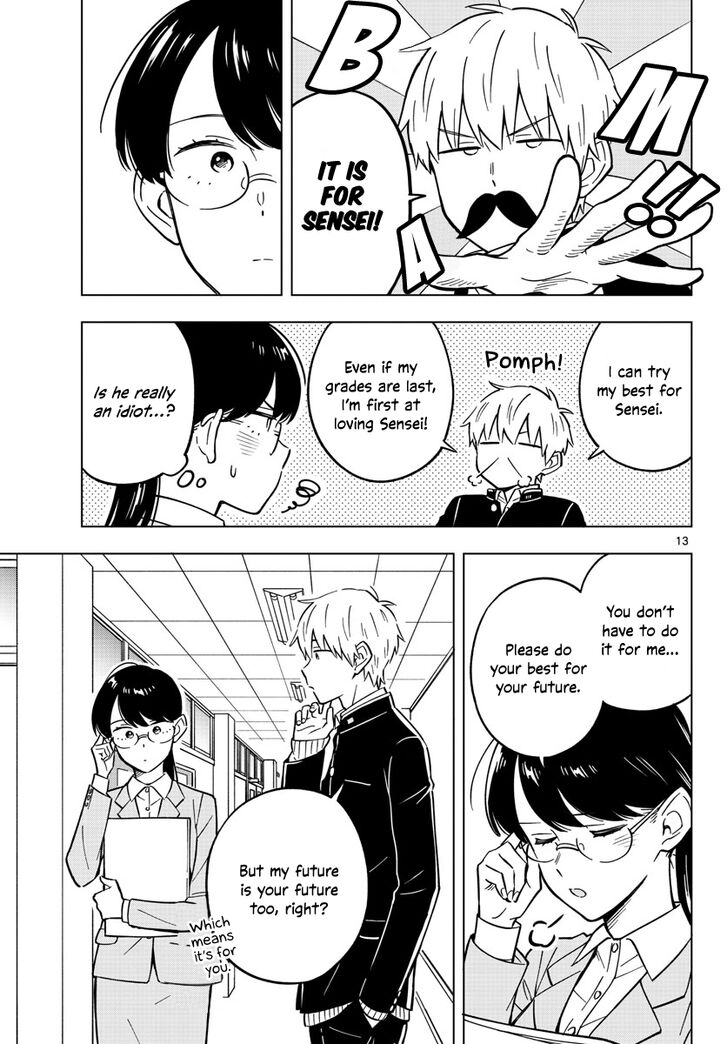 IT IS
FOR
SENSEI!
BAM!!
I can try
my best for
Sensei.
Pomph!
Even if my
grades are last,
I'm first at
loving Sensei!
Is he really
an idiot...?
13
You don't
have to do
it for me...
Please do
your best for
your future.
But my future
is your future
too, right?
Which
means
it's for
you.